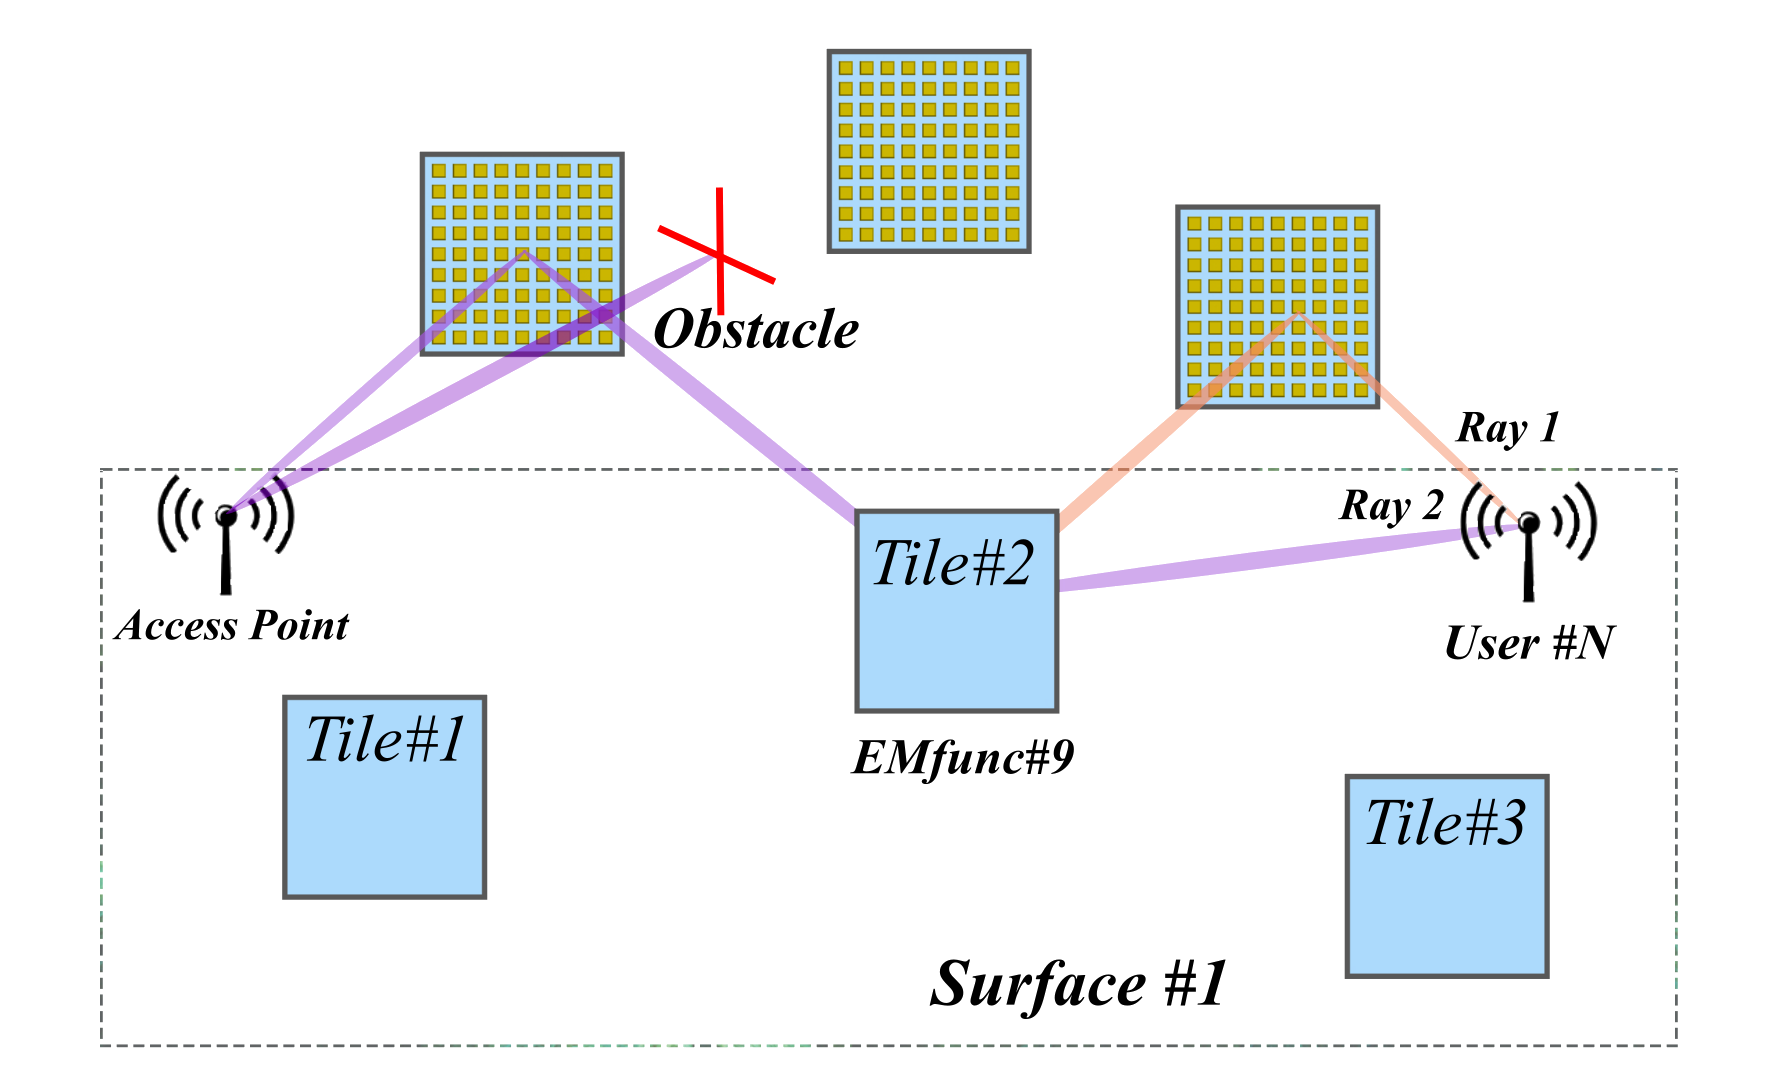 Obstacle
Ray 1
Ray 2
Access Point
Tile#2
User #N
EMfunc#9
Tile#1
Tile#3
Surface #1